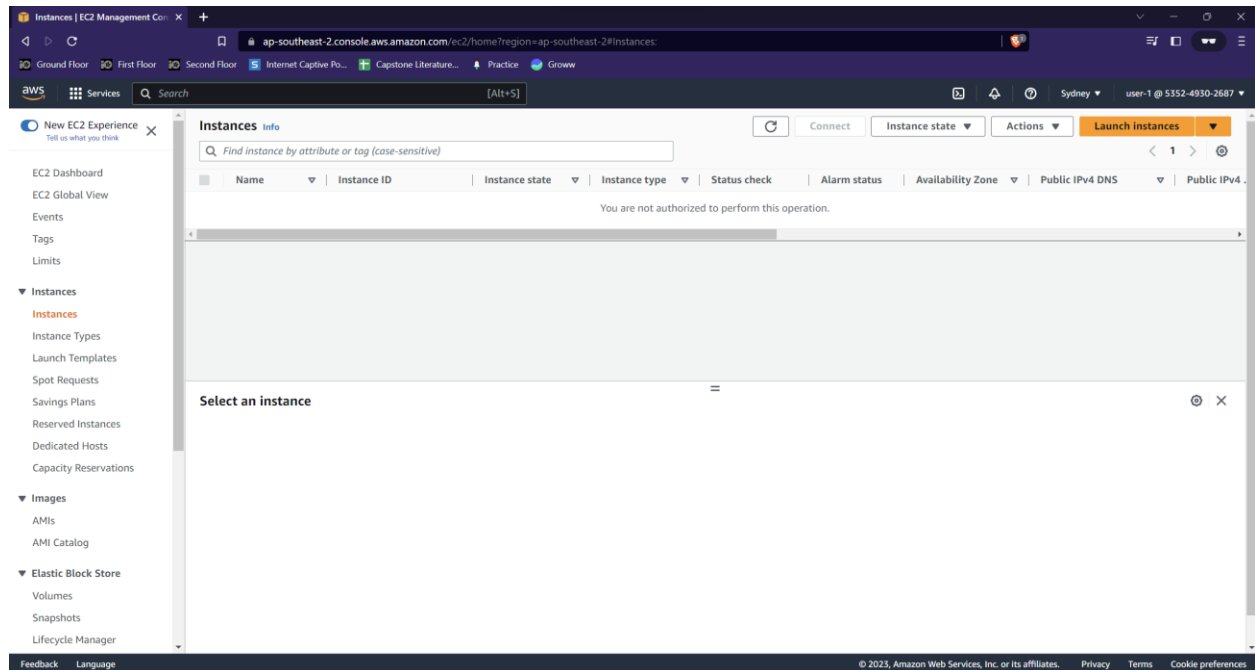 Instances | EC2 Management Con
ap-southeast-2.console.aws.amazon.com/ec2/home?region=ap-southeast-2#Instances:
Ground Floor First Floor Second Floor Internet Captive Po... Capstone Literature... Practice Groww
aws Services Search [Alt+S] Sydney user-1 @ 5352-4930-2687
New EC2 Experience
Tell us what you think
EC2 Dashboard
EC2 Global View
Events
Tags
Limits
Instances
Instances
Instance Types
Launch Templates
Spot Requests
Savings Plans
Reserved Instances
Dedicated Hosts
Capacity Reservations
Images
AMIs
AMI Catalog
Elastic Block Store
Volumes
Snapshots
Lifecycle Manager
Instances Info Connect Instance state Actions Launch instances
Find instance by attribute or tag (case-sensitive) 1
Name Instance ID Instance state Instance type Status check Alarm status Availability Zone Public IPv4 DNS Public IPv4 .
You are not authorized to perform this operation.
Select an instance
Feedback Language © 2023, Amazon Web Services, Inc. or its affiliates. Privacy Terms Cookie preferences